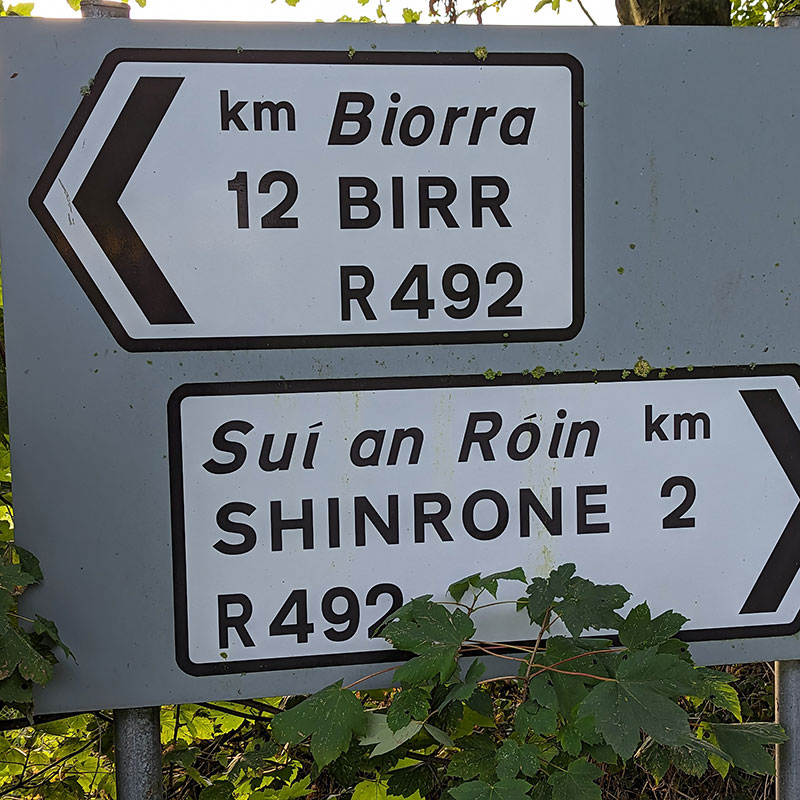 km Biorra
12 BIRR
R492
Suí an Róin km
SHINRONE 2
R492